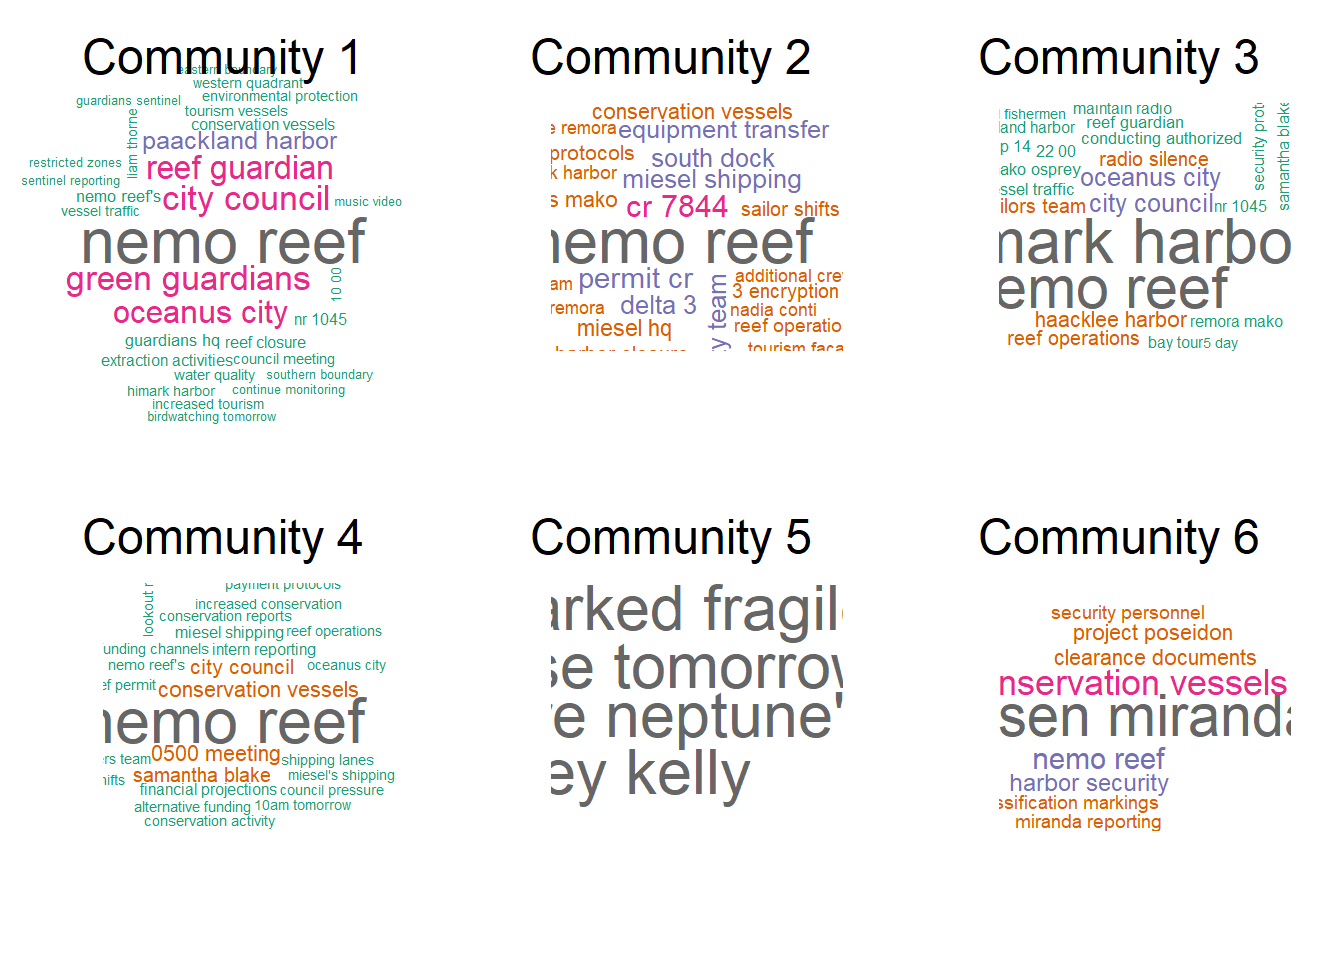 Community 1
eastern boundary
western quadrant
guardians sentinel
environmental protection
tourism vessels
conservation vessels
liam thorne
paackland harbor
restricted zones
reef guardian
sentinel reporting
nemo reef's
city council
music video
vessel traffic
nemo reef
green guardians
10 00
oceanus city
nr 1045
guardians hq
reef closure
extraction activities
council meeting
water quality
southern boundary
himark harbor
continue monitoring
increased tourism
birdwatching tomorrow
Community 2
conservation vessels
e remora
equipment transfer
protocols
south dock
k harbor
miesel shipping
s mako
cr 7844
sailor shifts
nemo reef
am
permit cr
y team
additional cre
3 encryption
remora
delta 3
nadia conti
miesel hq
reef operatio
harbor closure
tourism faca
Community 3
fishermen
maintain radio
security prot
samantha blake
land harbor
reef guardian
conducting authorized
p 14
22 00
radio silence
ako osprey
oceanus city
ssel traffic
ilors team
city council
nr 1045
mark harbo
emo reef
haacklee harbor
remora mako
reef operations
bay tour
5 day
Community 4
lookout r
payment protocols
increased conservation
conservation reports
miesel shipping
reef operations
unding channels
intern reporting
nemo reef's
city council
oceanus city
ef permit
conservation vessels
nemo reef
rs team
0500 meeting
shipping lanes
hifts
samantha blake
miesel's shipping
financial projections
council pressure
alternative funding
10am tomorrow
conservation activity
Community 5
arked fragil
se tomorrow
re neptune'
ey kelly
Community 6
security personnel
project poseidon
clearance documents
nservation vessels
sen miranda
nemo reef
harbor security
ssification markings
miranda reporting